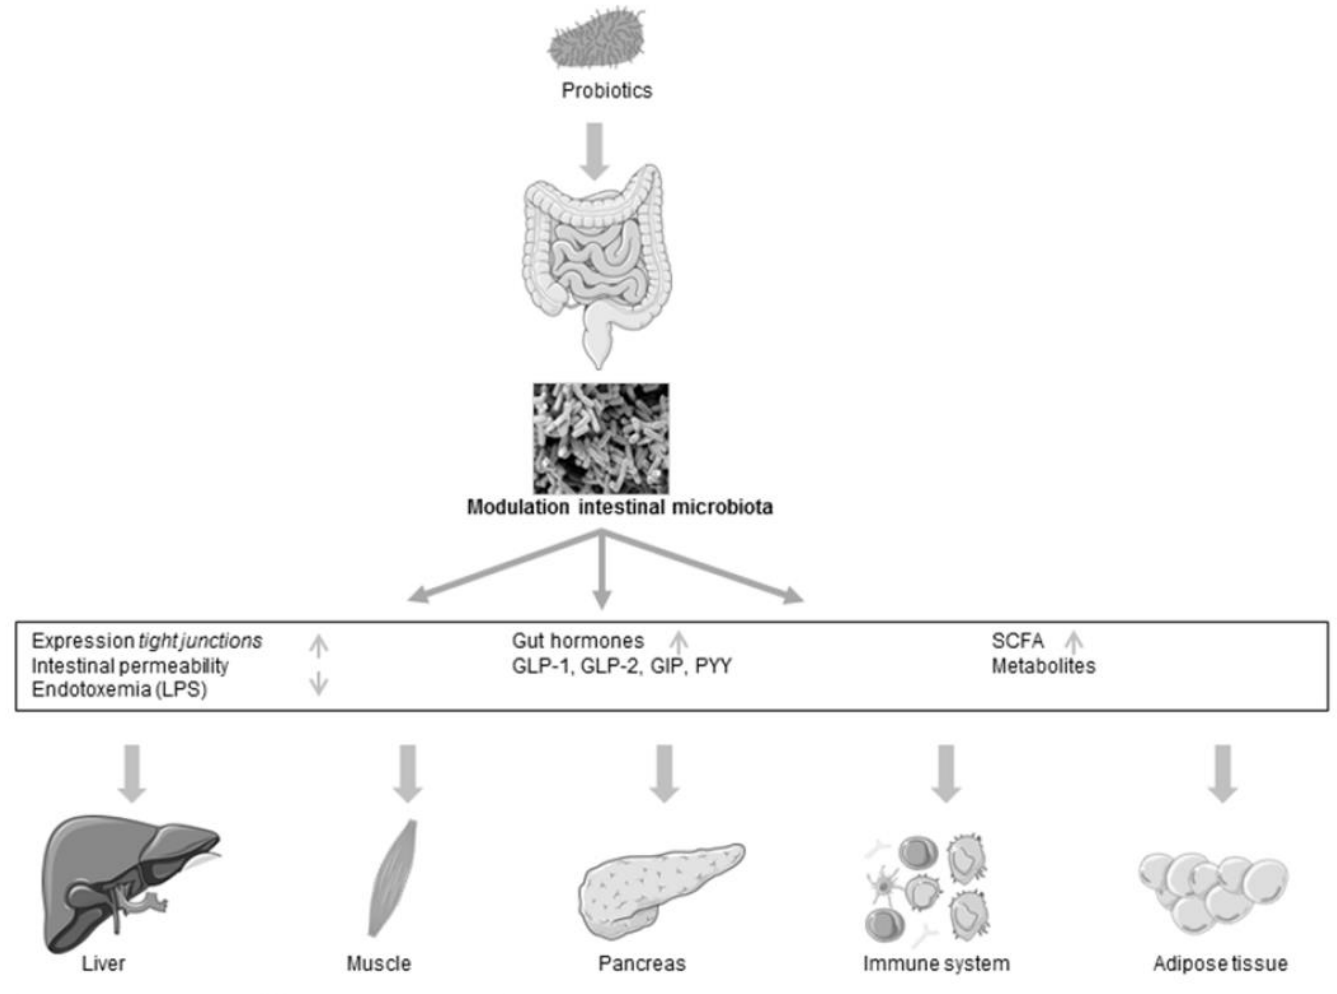 Probiotics
Modulation intestinal microbiota
Expression tight junctions
Intestinal permeability
Endotoxemia (LPS)
Gut hormones
GLP-1, GLP-2, GIP, PYY
SCFA
Metabolites
Liver
Muscle
Pancreas
Immune system
Adipose tissue